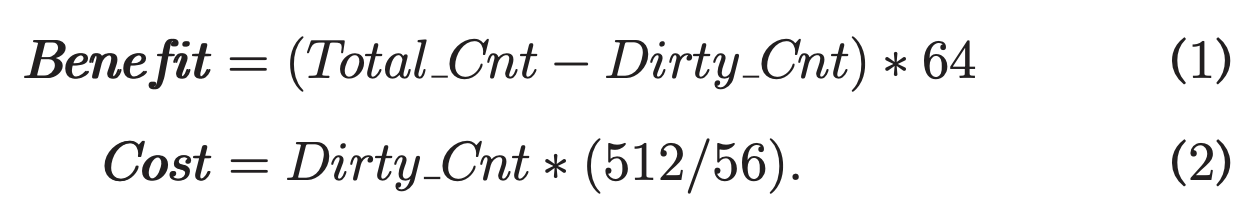 Benefit = (Total_Cnt − Dirty_Cnt) ∗ 64 (1)
Cost = Dirty_Cnt ∗ (512/56). (2)